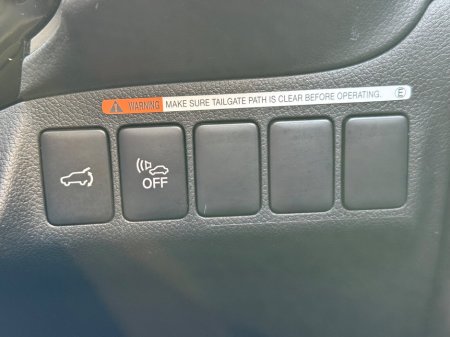 WARNING MAKE SURE TAILGATE PATH IS CLEAR BEFORE OPERATING. E
OFF